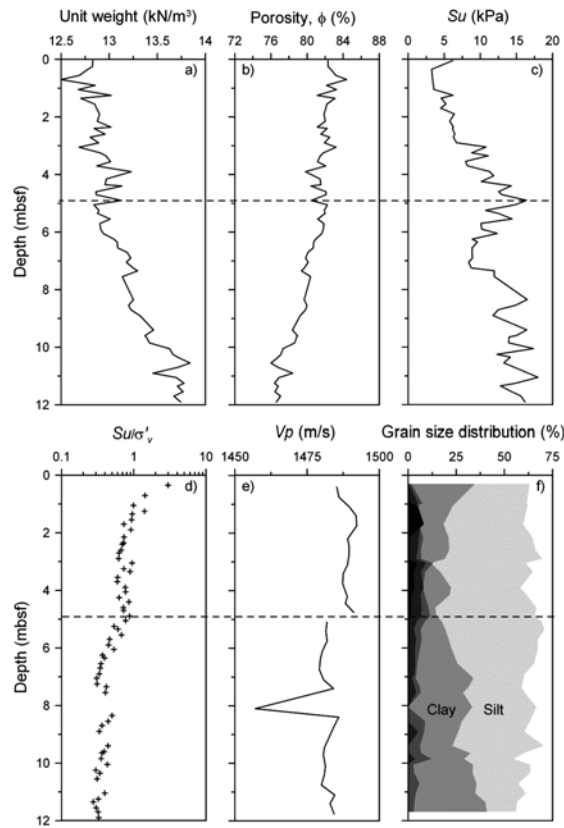 Unit weight (kN/m³) Porosity, ϕ (%) Su (kPa)
12.5 13 13.5 14 72 76 80 84 88 0 5 10 15 20
0 2 4 6 8 10 12
Depth (mbsf)
a) b) c)
Su/σ'v Vp (m/s) Grain size distribution (%)
0.1 1 10 1450 1475 1500 0 25 50 75
0 2 4 6 8 10 12
Depth (mbsf)
d) e) f)
Clay Silt